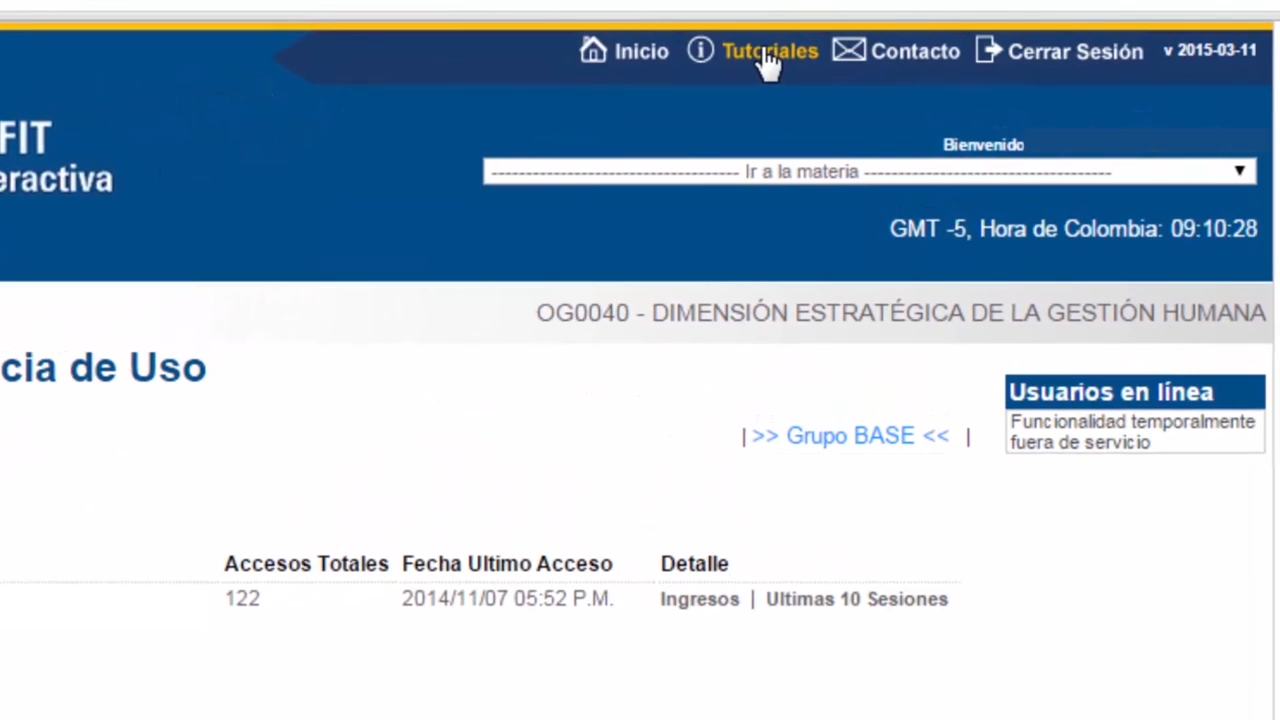 Inicio Tutoriales Contacto Cerrar Sesión v 2015-03-11
FIT
eractiva
Bienvenido
----------------------------------- Ir a la materia -----------------------------------
GMT -5, Hora de Colombia: 09:10:28
OG0040 - DIMENSIÓN ESTRATÉGICA DE LA GESTIÓN HUMANA
cia de Uso
Usuarios en línea
Funcionalidad temporalmente
fuera de servicio
| >> Grupo BASE << |
Accesos Totales Fecha Ultimo Acceso Detalle
122 2014/11/07 05:52 P.M. Ingresos | Ultimas 10 Sesiones